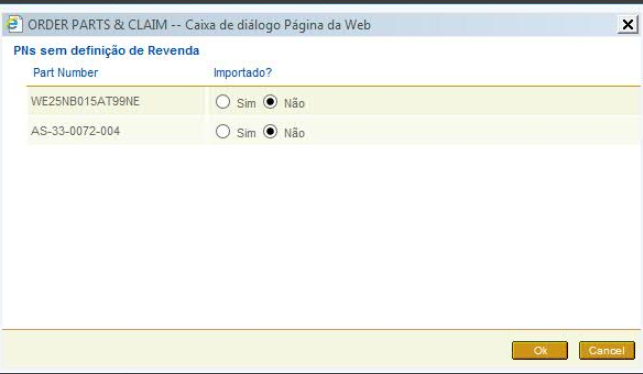 ORDER PARTS & CLAIM -- Caixa de diálogo Página da Web
PNs sem definição de Revenda
Part Number Importado?
WE25NB015AT99NE Sim Não
AS-33-0072-004 Sim Não
Ok Cancel